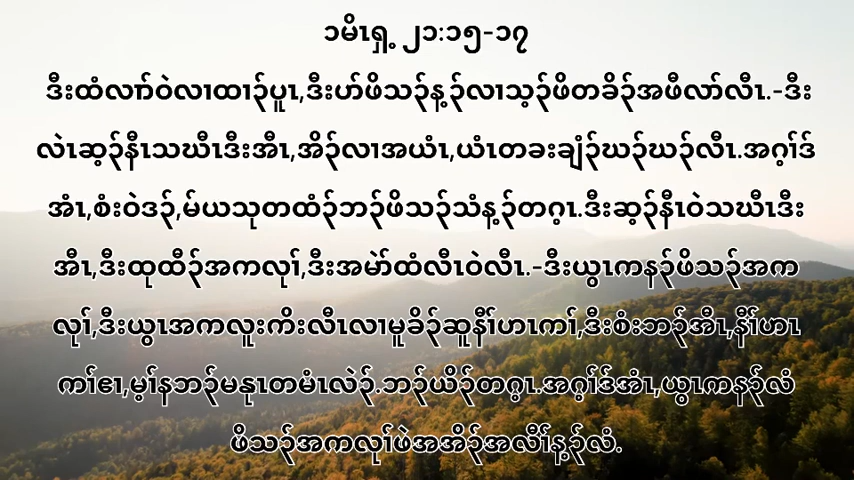 ၁မိၤရှ့ ၂၁:၁၅-၁၇
ဒီးထံလၢာ်ဝဲလၢထၢၣ်ပူၤ,ဒီးဟ်ဖိသၣ်န့ၣ်လၢသ့ၣ်ဖိတခိၣ်အဖီလာ်လီၤ.-ဒီး
လဲၤဆ့ၣ်နီၤသဃီၤဒီးအီၤ,အိၣ်လၢအယံၤ,ယံၤတခးချံၣ်ဃၣ်ဃၣ်လီၤ.အဂ့ၢ်ဒ်
အံၤ,စံးဝဲဒၣ်,မ်ယသုတထံၣ်ဘၣ်ဖိသၣ်သံန့ၣ်တဂ့ၤ.ဒီးဆ့ၣ်နီၤဝဲသဃီၤဒီး
အီၤ,ဒီးထုထီၣ်အကလုၢ်,ဒီးအမဲာ်ထံလီၤဝဲလီၤ.-ဒီးယွၤကနၣ်ဖိသၣ်အက
လုၢ်,ဒီးယွၤအကလူးကိးလီၤလၢမူခိၣ်ဆူနီၢ်ဟၤကၢ်,ဒီးစံးဘၣ်အီၤ,နီၢ်ဟၤ
ကၢ်ဧၢ,မ့ၢ်နဘၣ်မနုၤတမံၤလဲၣ်.ဘၣ်ယိၣ်တဂွၤ.အဂ့ၢ်ဒ်အံၤ,ယွၤကနၣ်လံ
ဖိသၣ်အကလုၢ်ဖဲအအိၣ်အလီၢ်န့ၣ်လံ.